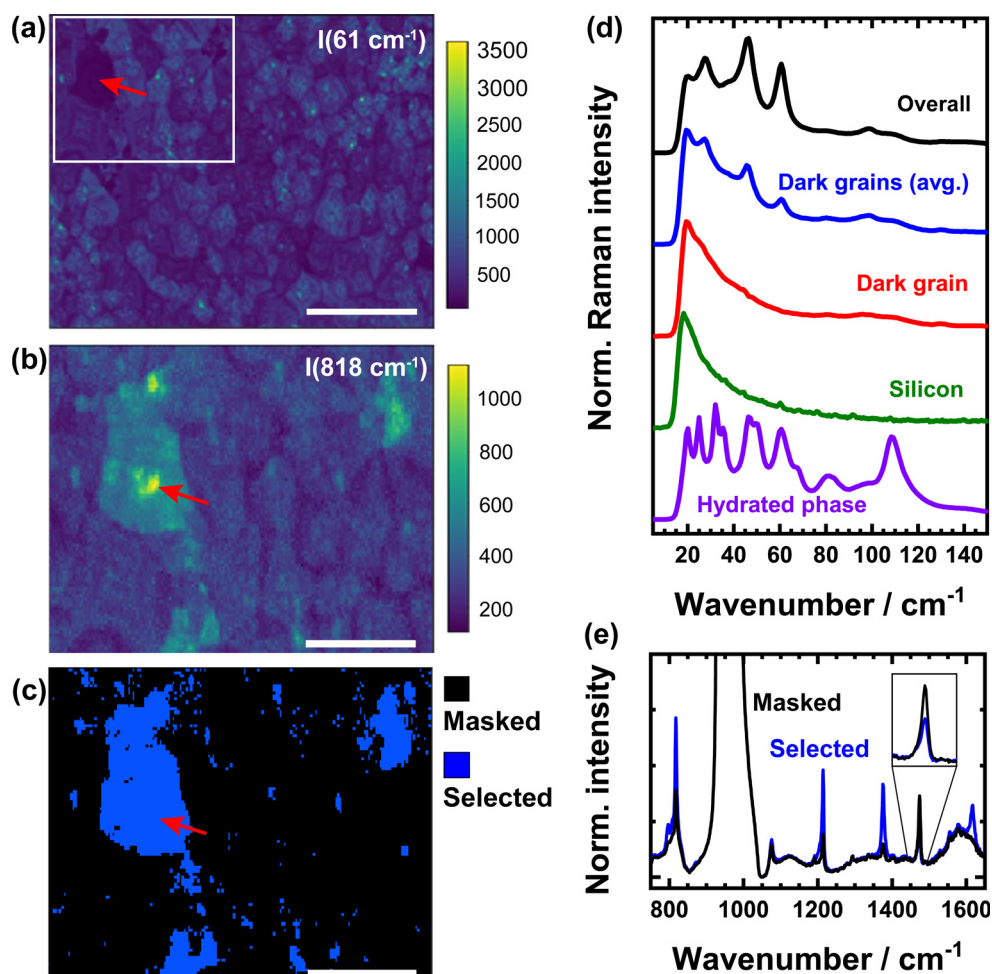 (a)
I(61 cm⁻¹)
3500
3000
2500
2000
1500
1000
500
(b)
I(818 cm⁻¹)
1000
800
600
400
200
(c)
Masked
Selected
(d)
Norm. Raman intensity
Overall
Dark grains (avg.)
Dark grain
Silicon
Hydrated phase
20 40 60 80 100 120 140
Wavenumber / cm⁻¹
(e)
Norm. intensity
Masked
Selected
800 1000 1200 1400 1600
Wavenumber / cm⁻¹